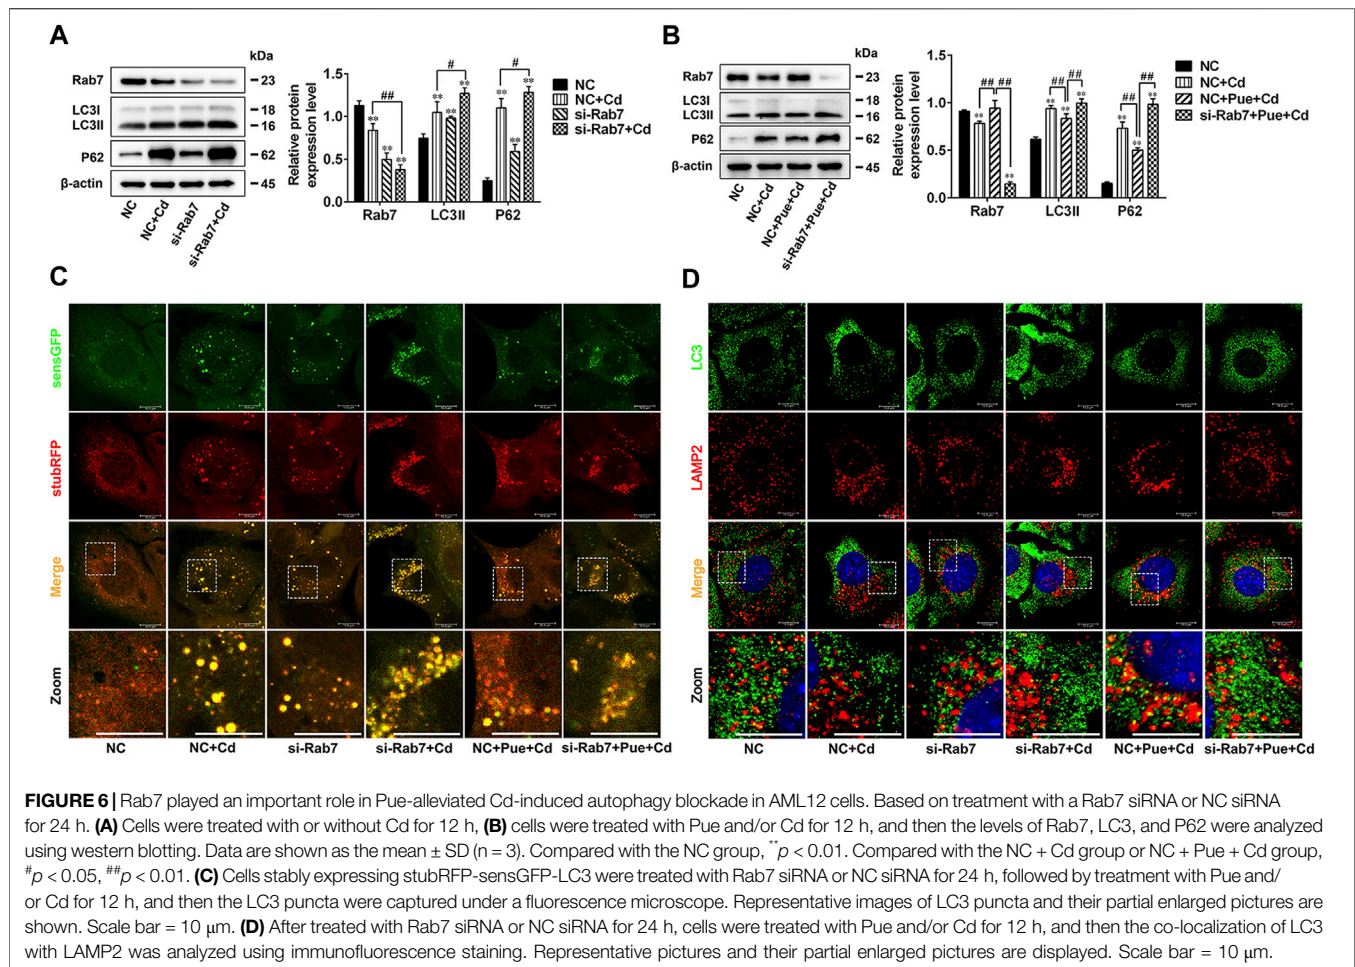 A
kDa
Rab7
23
LC3I
18
LC3II
16
P62
62
β-actin
45
NC
NC+Cd
si-Rab7
si-Rab7+Cd
Relative protein
expression level
1.5
1.0
0.5
0.0
**
##
**
**
**
**
#
**
**
**
#
**
Rab7
LC3II
P62
NC
NC+Cd
si-Rab7
si-Rab7+Cd
B
kDa
Rab7
23
LC3I
18
LC3II
16
P62
62
β-actin
45
NC
NC+Cd
NC+Pue+Cd
si-Rab7+Pue+Cd
Relative protein
expression level
1.5
1.0
0.5
0.0
**
## ##
**
**
## ##
**
**
**
##
##
**
**
Rab7
LC3II
P62
NC
NC+Cd
NC+Pue+Cd
si-Rab7+Pue+Cd
C
sensGFP
stubRFP
Merge
Zoom
NC
NC+Cd
si-Rab7
si-Rab7+Cd
NC+Pue+Cd
si-Rab7+Pue+Cd
D
LC3
LAMP2
Merge
Zoom
NC
NC+Cd
si-Rab7
si-Rab7+Cd
NC+Pue+Cd
si-Rab7+Pue+Cd
FIGURE 6 | Rab7 played an important role in Pue-alleviated Cd-induced autophagy blockade in AML12 cells. Based on treatment with a Rab7 siRNA or NC siRNA
for 24 h. (A) Cells were treated with or without Cd for 12 h, (B) cells were treated with Pue and/or Cd for 12 h, and then the levels of Rab7, LC3, and P62 were analyzed
using western blotting. Data are shown as the mean ± SD (n = 3). Compared with the NC group, **p < 0.01. Compared with the NC + Cd group or NC + Pue + Cd group,
#p < 0.05, ##p < 0.01. (C) Cells stably expressing stubRFP-sensGFP-LC3 were treated with Rab7 siRNA or NC siRNA for 24 h, followed by treatment with Pue and/
or Cd for 12 h, and then the LC3 puncta were captured under a fluorescence microscope. Representative images of LC3 puncta and their partial enlarged pictures are
shown. Scale bar = 10 μm. (D) After treated with Rab7 siRNA or NC siRNA for 24 h, cells were treated with Pue and/or Cd for 12 h, and then the co-localization of LC3
with LAMP2 was analyzed using immunofluorescence staining. Representative pictures and their partial enlarged pictures are displayed. Scale bar = 10 μm.